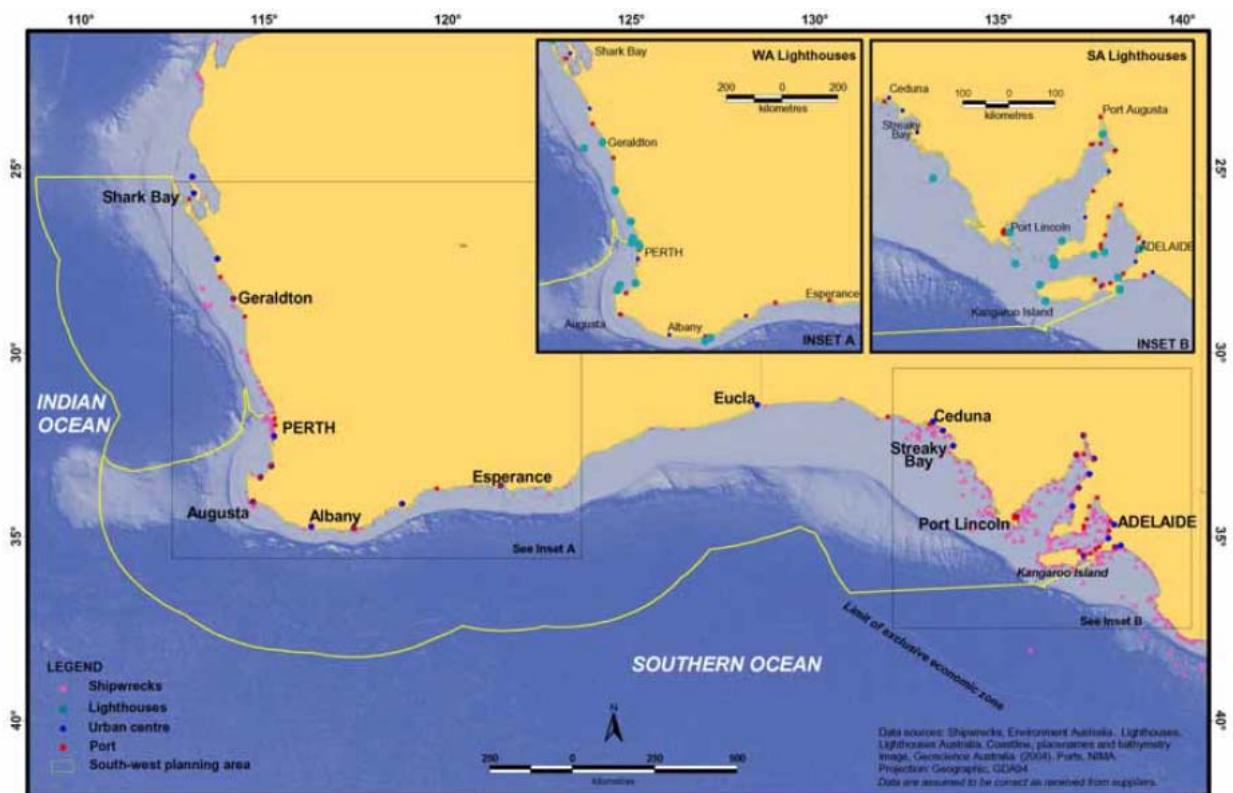 110°
115°
120°
125°
130°
135°
140°
Shark Bay
WA Lighthouses
200 0 200
kilometres
Geraldton
PERTH
Esperance
Augusta
Albany
INSET A
SA Lighthouses
Ceduna
100 0 100
kilometres
Port Augusta
Streaky
Bay
Port Lincoln
ADELAIDE
Kangaroo Island
INSET B
25°
25°
Shark Bay
Geraldton
30°
30°
INDIAN
OCEAN
PERTH
Eucla
Ceduna
Streaky
Bay
Esperance
Augusta
Albany
Port Lincoln
ADELAIDE
35°
35°
See Inset A
Kangaroo Island
See Inset B
Limit of exclusive economic
zone
SOUTHERN OCEAN
LEGEND
Shipwrecks
Lighthouses
Urban centre
Port
South-west planning area
40°
40°
N
250 0 250 500
kilometres
Data sources: Shipwrecks, Environment Australia. Lighthouses,
Lighthouses Australia. Coastline, placenames and bathymetry
image, Geoscience Australia (2004). Ports, NIMA.
Projection: Geographic, GDA94
Data are assumed to be correct as received from suppliers.